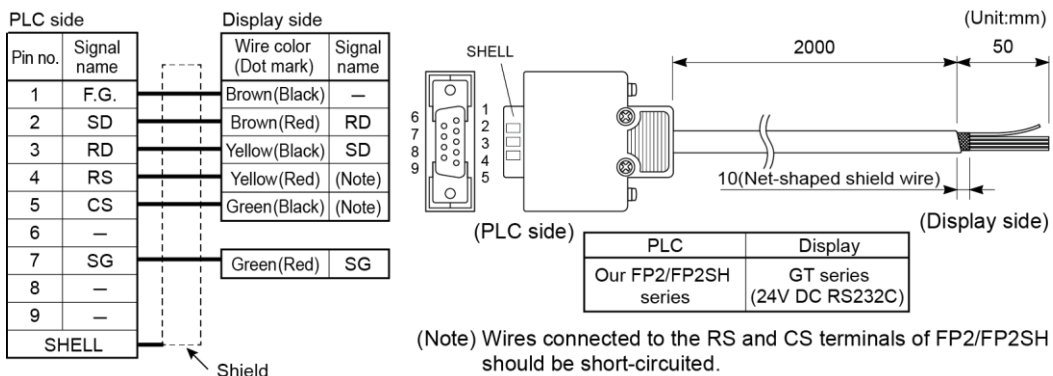 PLC side
Display side
Pin no. Signal name
Wire color (Dot mark) Signal name
1 F.G. Brown(Black) —
2 SD Brown(Red) RD
3 RD Yellow(Black) SD
4 RS Yellow(Red) (Note)
5 CS Green(Black) (Note)
6 —
7 SG Green(Red) SG
8 —
9 —
SHELL
Shield
(Unit:mm)
SHELL
2000
50
6
7
8
9
1
2
3
4
5
10(Net-shaped shield wire)
(PLC side)
(Display side)
PLC Display
Our FP2/FP2SH series
GT series (24V DC RS232C)
(Note) Wires connected to the RS and CS terminals of FP2/FP2SH
should be short-circuited.